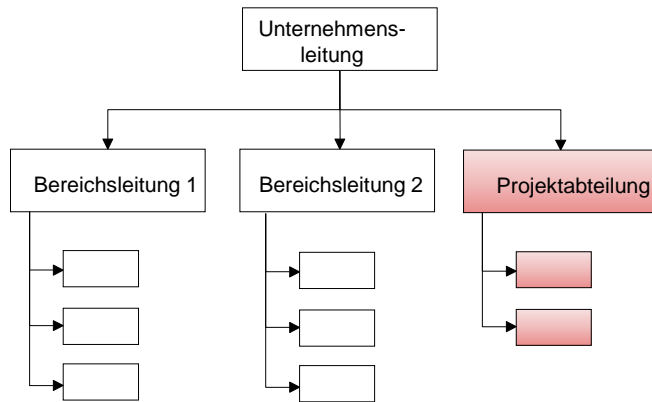 Unternehmens-
leitung
Bereichsleitung 1
Bereichsleitung 2
Projektabteilung